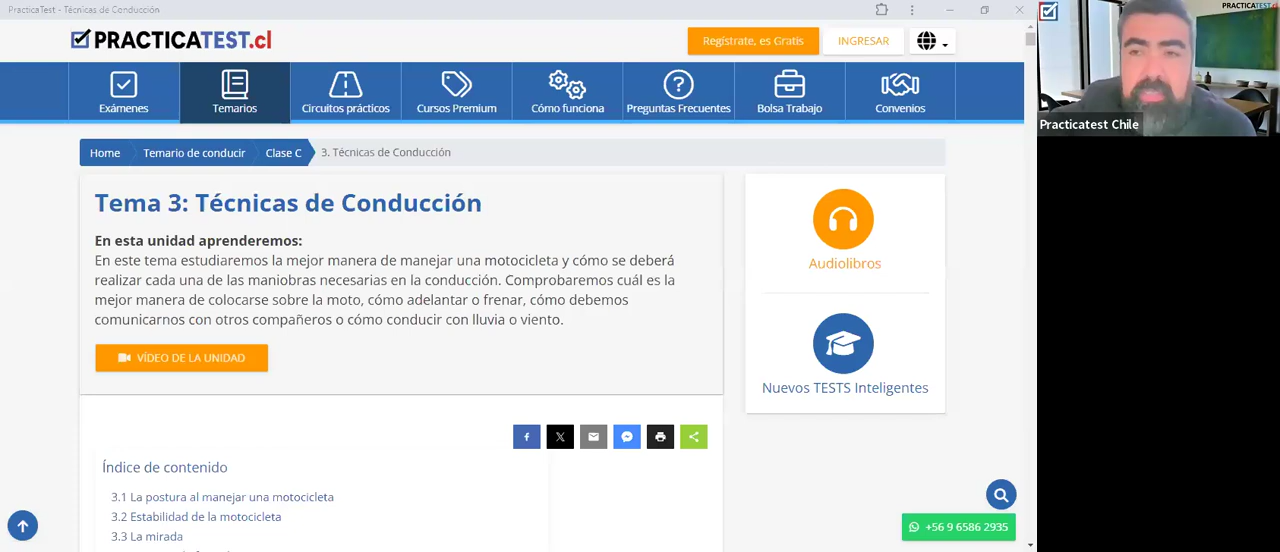 PracticaTest - Técnicas de Conducción
PRACTICATEST.cl
Regístrate, es Gratis
INGRESAR
PRACTICATEST.cl
Practicatest Chile
Exámenes
Temarios
Circuitos prácticos
Cursos Premium
Cómo funciona
Preguntas Frecuentes
Bolsa Trabajo
Convenios
Home
Temario de conducir
Clase C
3. Técnicas de Conducción
Tema 3: Técnicas de Conducción
En esta unidad aprenderemos:
En este tema estudiaremos la mejor manera de manejar una motocicleta y cómo se deberá
realizar cada una de las maniobras necesarias en la conducción. Comprobaremos cuál es la
mejor manera de colocarse sobre la moto, cómo adelantar o frenar, cómo debemos
comunicarnos con otros compañeros o cómo conducir con lluvia o viento.
VÍDEO DE LA UNIDAD
Audiolibros
Nuevos TESTS Inteligentes
Índice de contenido
3.1 La postura al manejar una motocicleta
3.2 Estabilidad de la motocicleta
3.3 La mirada
+56 9 6586 2935